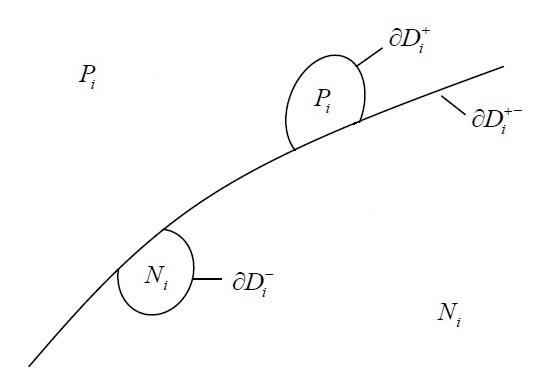 ∂D_i^+
P_i
P_i
∂D_i^{+-}
N_i
∂D_i^-
N_i